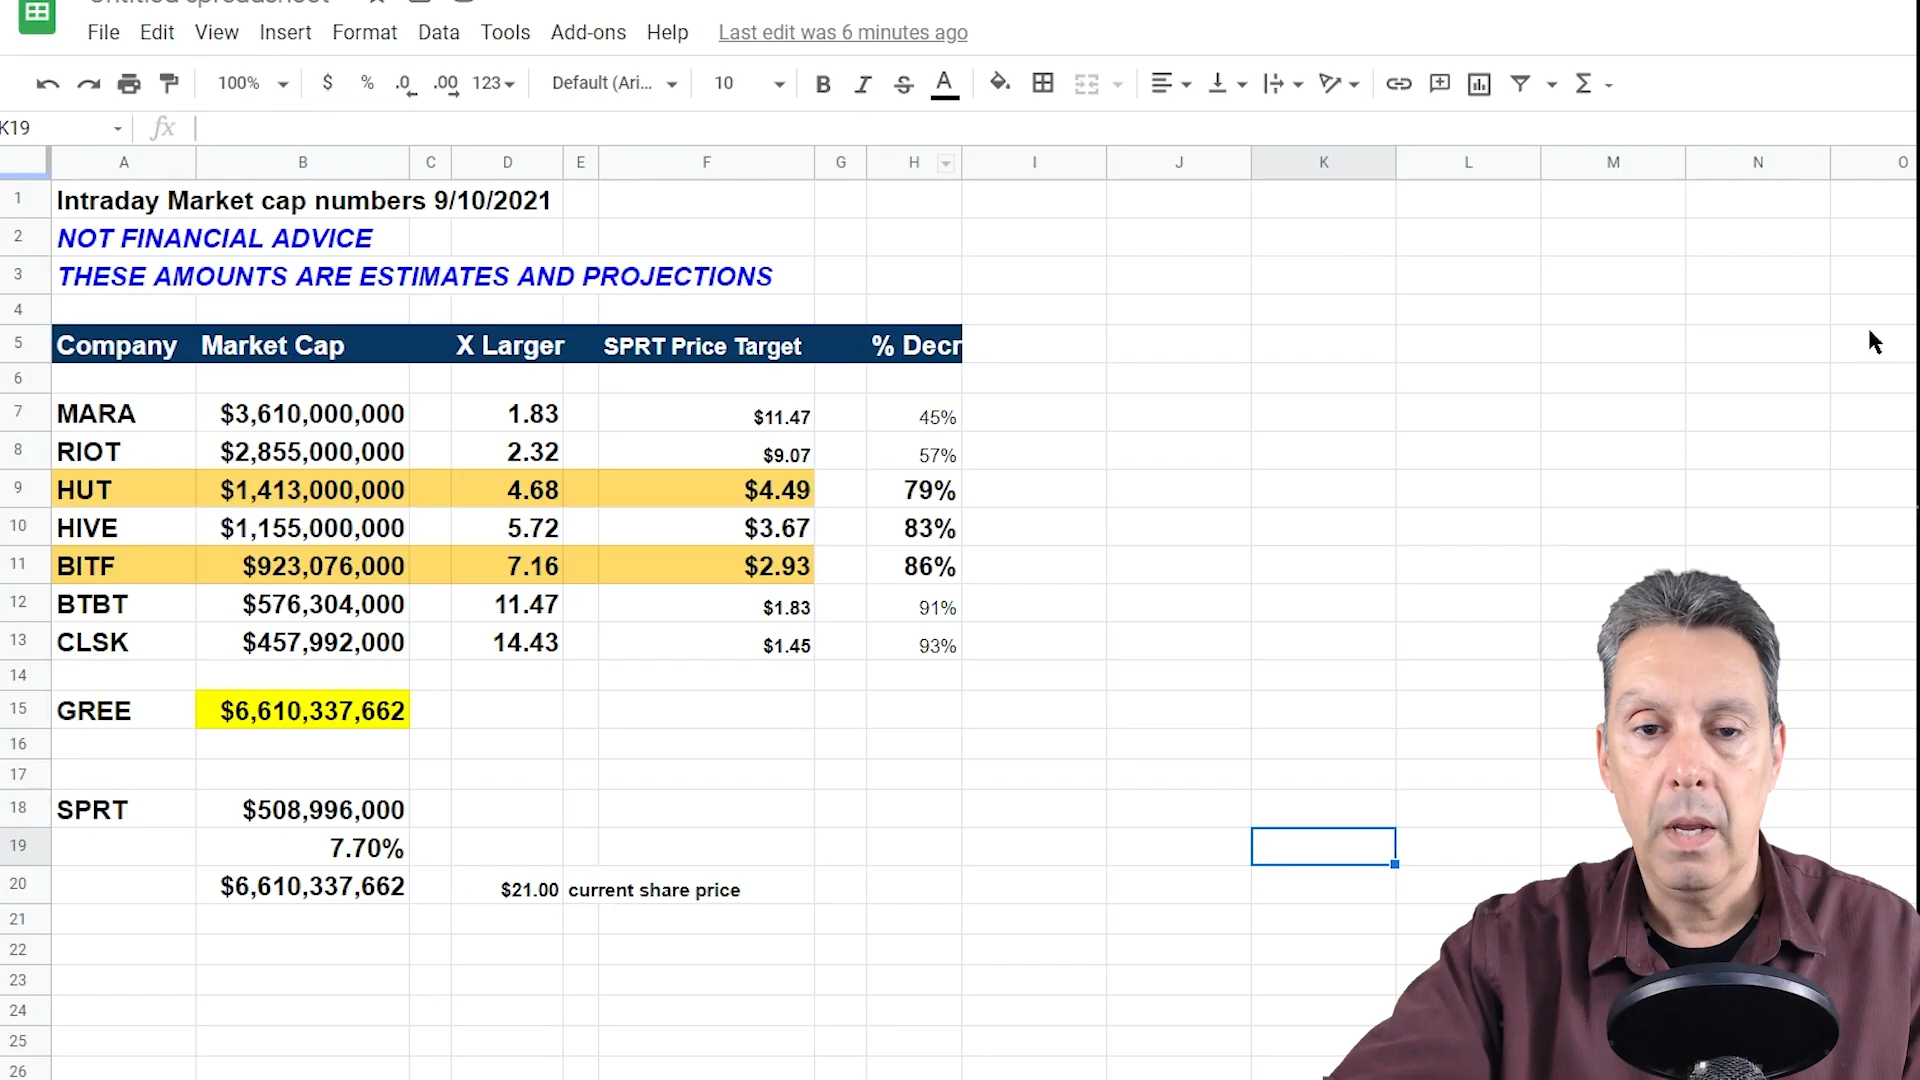 Untitled spreadsheet
File Edit View Insert Format Data Tools Add-ons Help Last edit was 6 minutes ago
100% $ % .0 .00 123 Default (Ari... 10 B I S A Σ
K19 fx
A B C D E F G H I J K L M N O
1 Intraday Market cap numbers 9/10/2021
2 NOT FINANCIAL ADVICE
3 THESE AMOUNTS ARE ESTIMATES AND PROJECTIONS
4
5 Company Market Cap X Larger SPRT Price Target % Decr
6
7 MARA $3,610,000,000 1.83 $11.47 45%
8 RIOT $2,855,000,000 2.32 $9.07 57%
9 HUT $1,413,000,000 4.68 $4.49 79%
10 HIVE $1,155,000,000 5.72 $3.67 83%
11 BITF $923,076,000 7.16 $2.93 86%
12 BTBT $576,304,000 11.47 $1.83 91%
13 CLSK $457,992,000 14.43 $1.45 93%
14
15 GREE $6,610,337,662
16
17
18 SPRT $508,996,000
19 7.70%
20 $6,610,337,662 $21.00 current share price
21
22
23
24
25
26